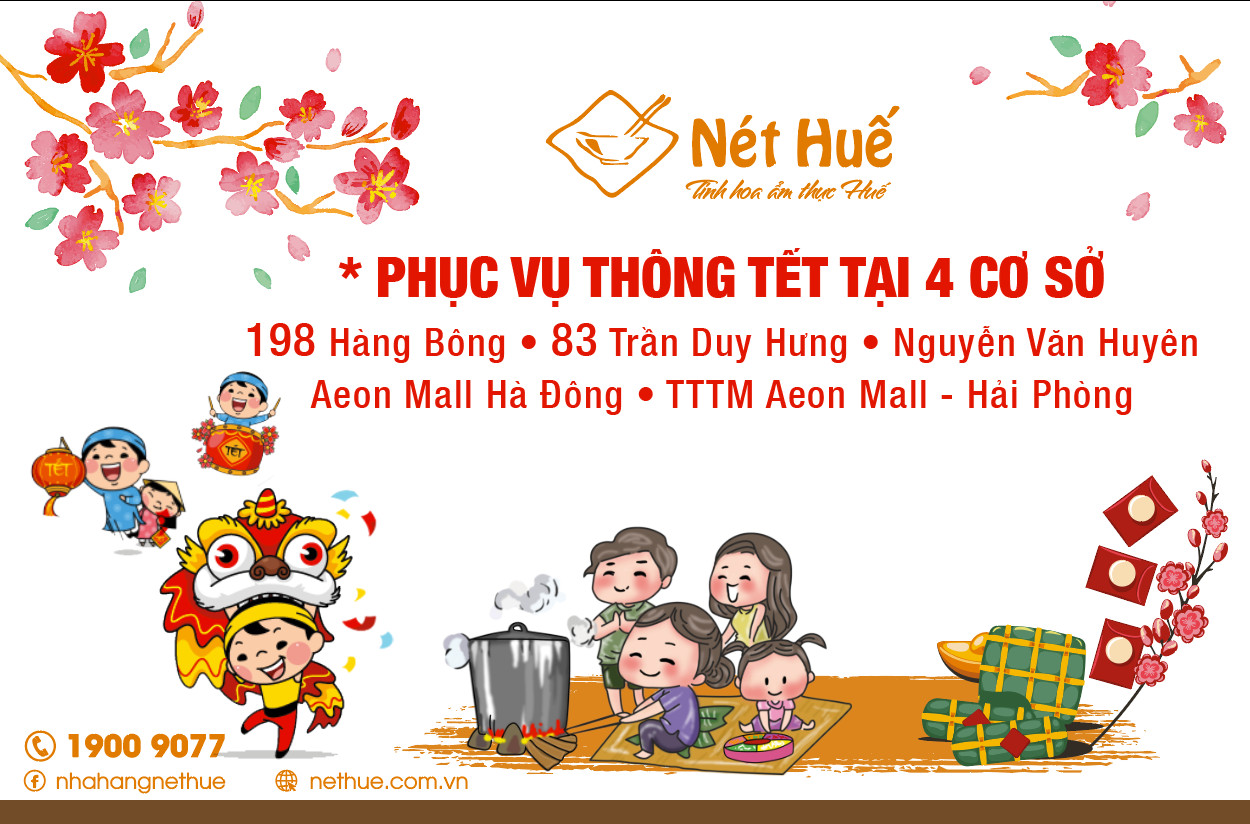 Nét Huế
Tinh hoa ẩm thực Huế
* PHỤC VỤ THÔNG TẾT TẠI 4 CƠ SỞ
198 Hàng Bông • 83 Trần Duy Hưng • Nguyễn Văn Huyên
Aeon Mall Hà Đông • TTTM Aeon Mall - Hải Phòng
TẾT
TẾT
1900 9077
nhahangnethue
nethue.com.vn